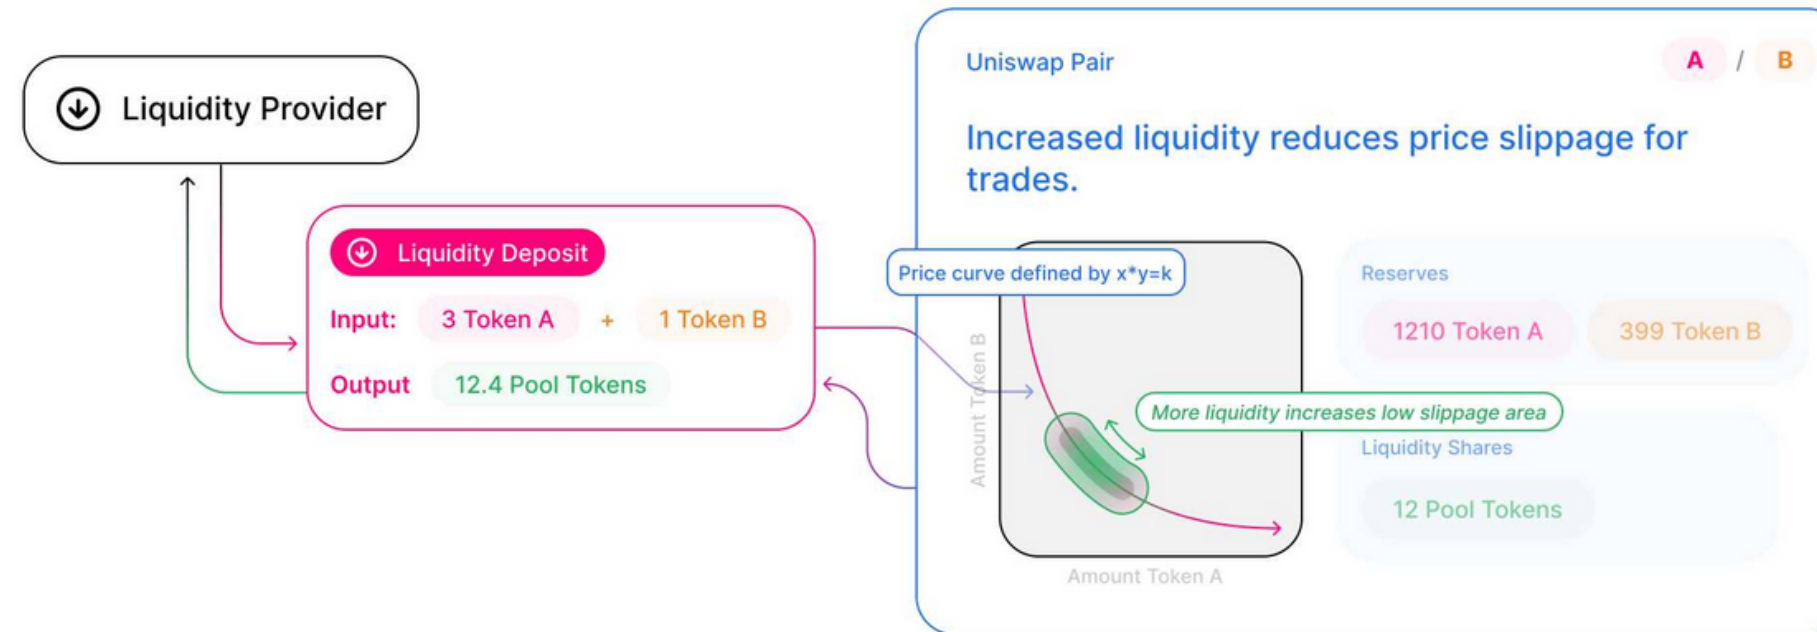 Liquidity Provider
Liquidity Deposit
Input: 3 Token A + 1 Token B
Output 12.4 Pool Tokens
Uniswap Pair
A / B
Increased liquidity reduces price slippage for
trades.
Price curve defined by x*y=k
Amount Token B
More liquidity increases low slippage area
Amount Token A
Reserves
1210 Token A 399 Token B
Liquidity Shares
12 Pool Tokens